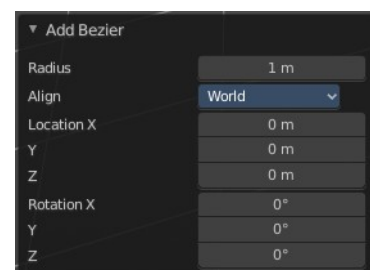 Add Bezier
Radius 1 m
Align World
Location X 0 m
Y 0 m
Z 0 m
Rotation X 0°
Y 0°
Z 0°